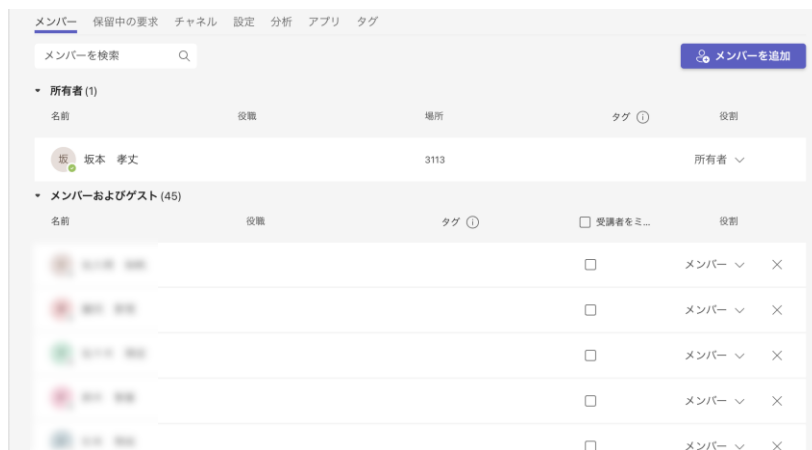 メンバー 保留中の要求 チャネル 設定 分析 アプリ タグ
メンバーを検索 メンバーを追加
所有者 (1)
名前 役職 場所 タグ 役割
坂 坂本 孝丈 3113 所有者
メンバーおよびゲスト (45)
名前 役職 タグ 受講者をミ... 役割
メンバー
メンバー
メンバー
メンバー
メンバー